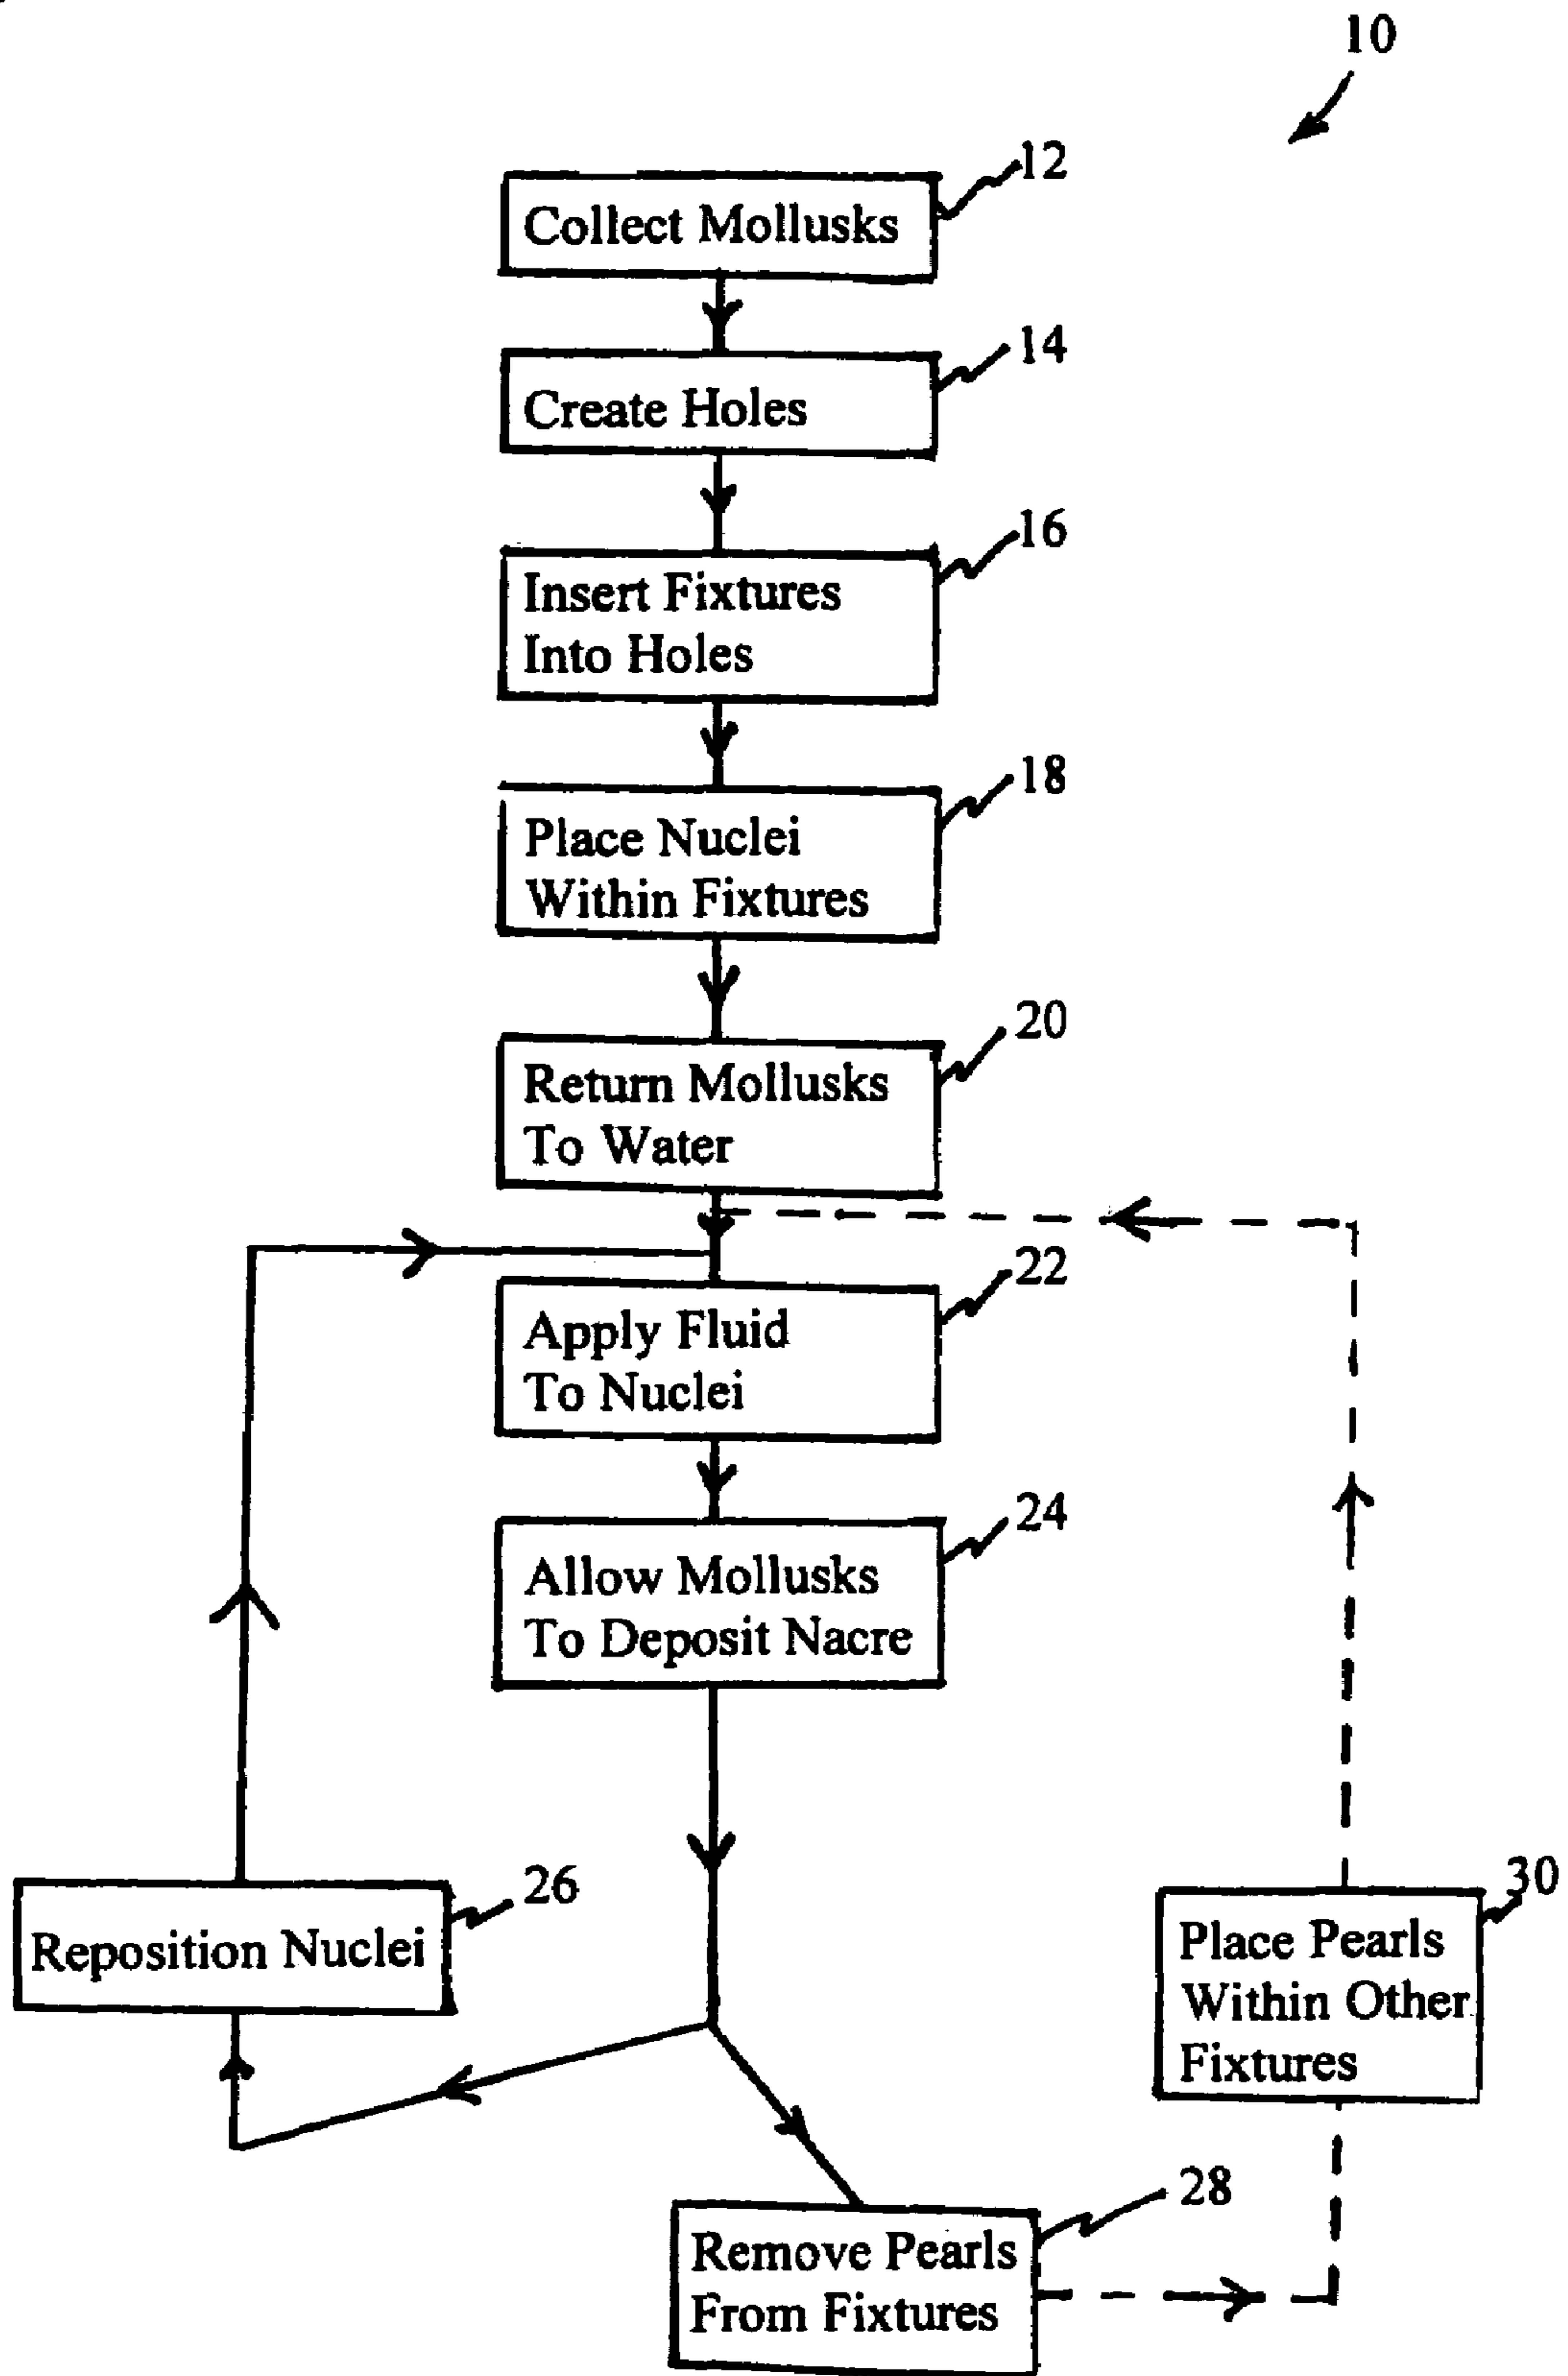 10
12
Collect Mollusks
14
Create Holes
16
Insert Fixtures
Into Holes
18
Place Nuclei
Within Fixtures
20
Return Mollusks
To Water
22
Apply Fluid
To Nuclei
24
Allow Mollusks
To Deposit Nacre
26
Reposition Nuclei
30
Place Pearls
Within Other
Fixtures
28
Remove Pearls
From Fixtures